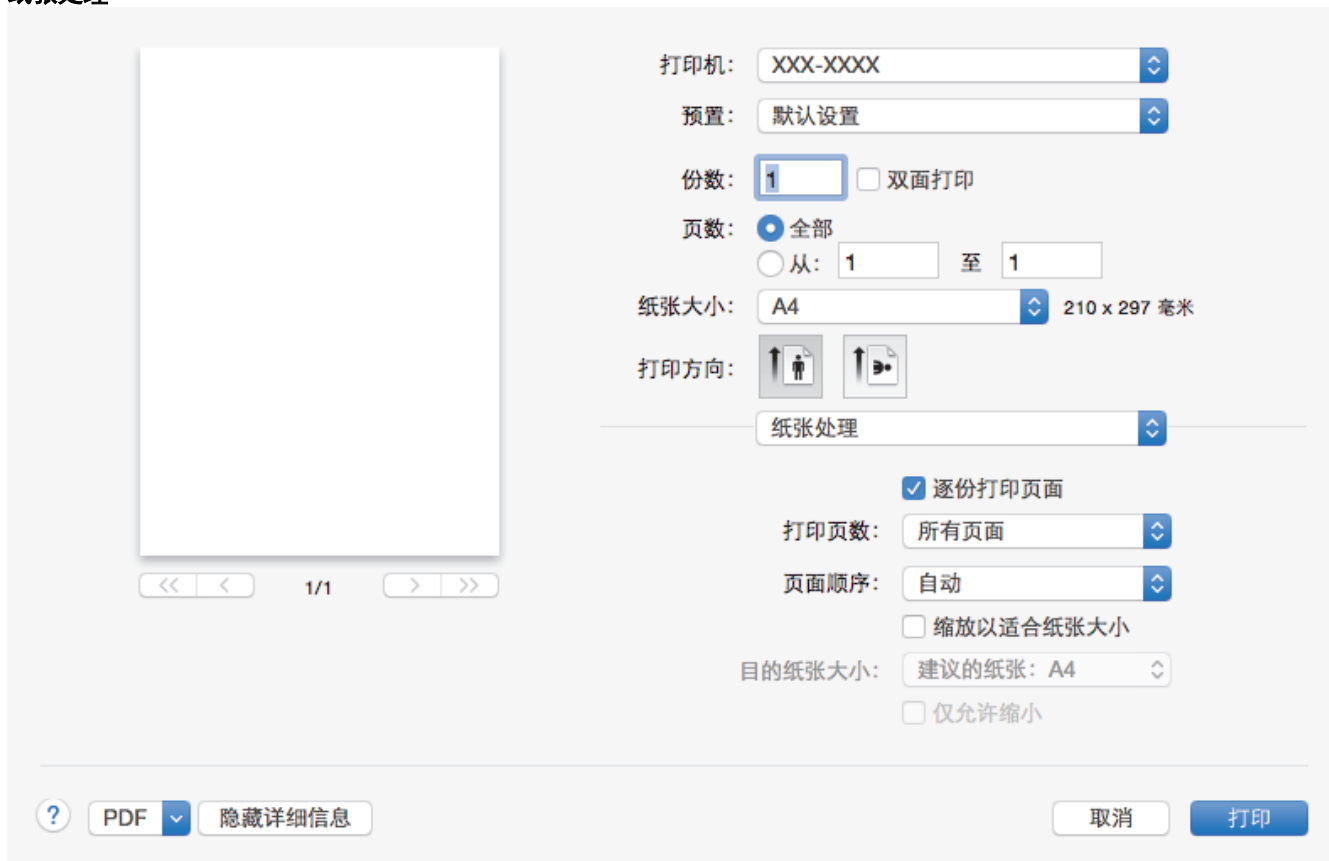 纸张处理
打印机： XXX-XXXX
预置： 默认设置
份数： 1 双面打印
页数： 全部
从： 1 至 1
纸张大小： A4 210 x 297 毫米
打印方向：
纸张处理
逐份打印页面
打印页数： 所有页面
页面顺序： 自动
缩放以适合纸张大小
目的纸张大小： 建议的纸张：A4
仅允许缩小
<< < 1/1 > >>
? PDF 隐藏详细信息 取消 打印